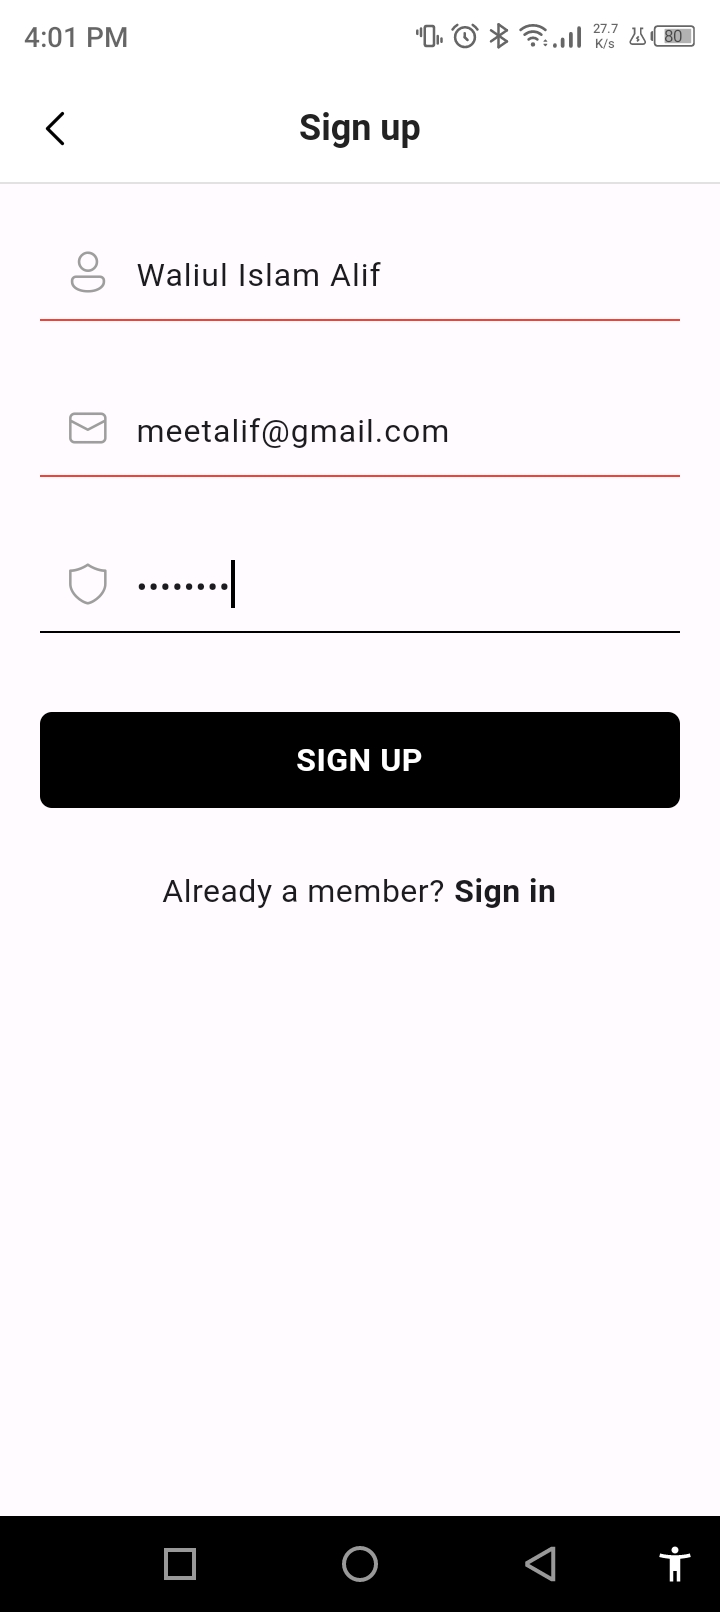 4:01 PM
27.7
K/s
80
Sign up
Waliul Islam Alif
meetalif@gmail.com
••••••••
SIGN UP
Already a member? Sign in